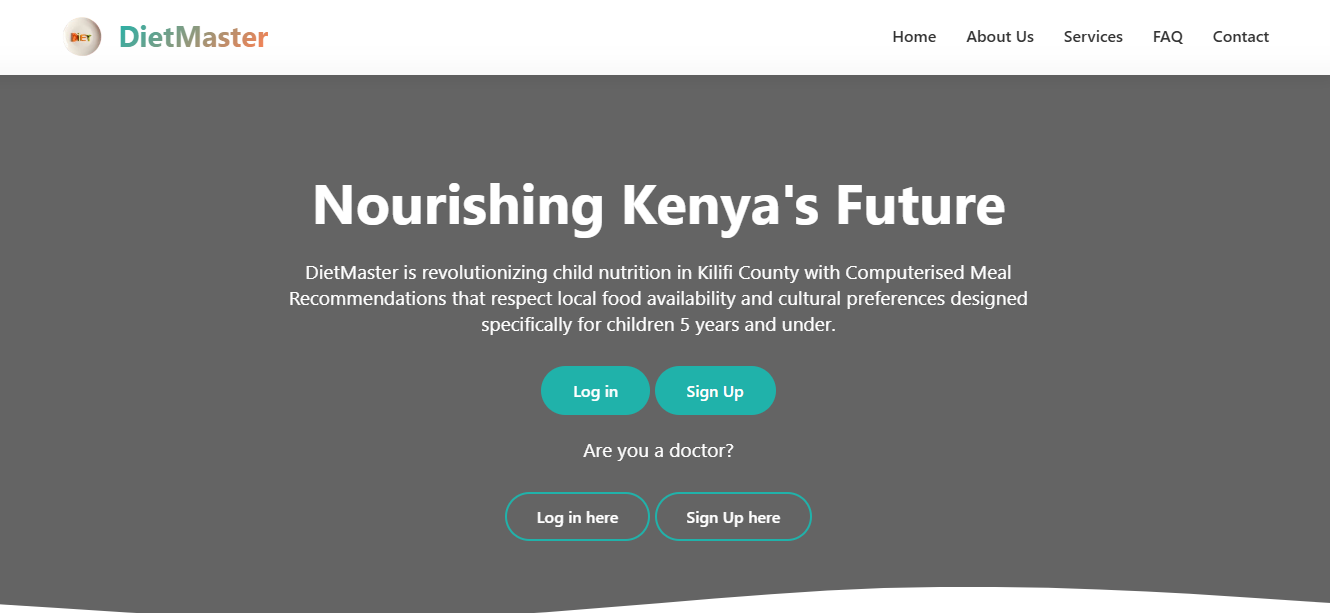 DiET
DietMaster
Home
About Us
Services
FAQ
Contact
Nourishing Kenya's Future
DietMaster is revolutionizing child nutrition in Kilifi County with Computerised Meal
Recommendations that respect local food availability and cultural preferences designed
specifically for children 5 years and under.
Log in
Sign Up
Are you a doctor?
Log in here
Sign Up here